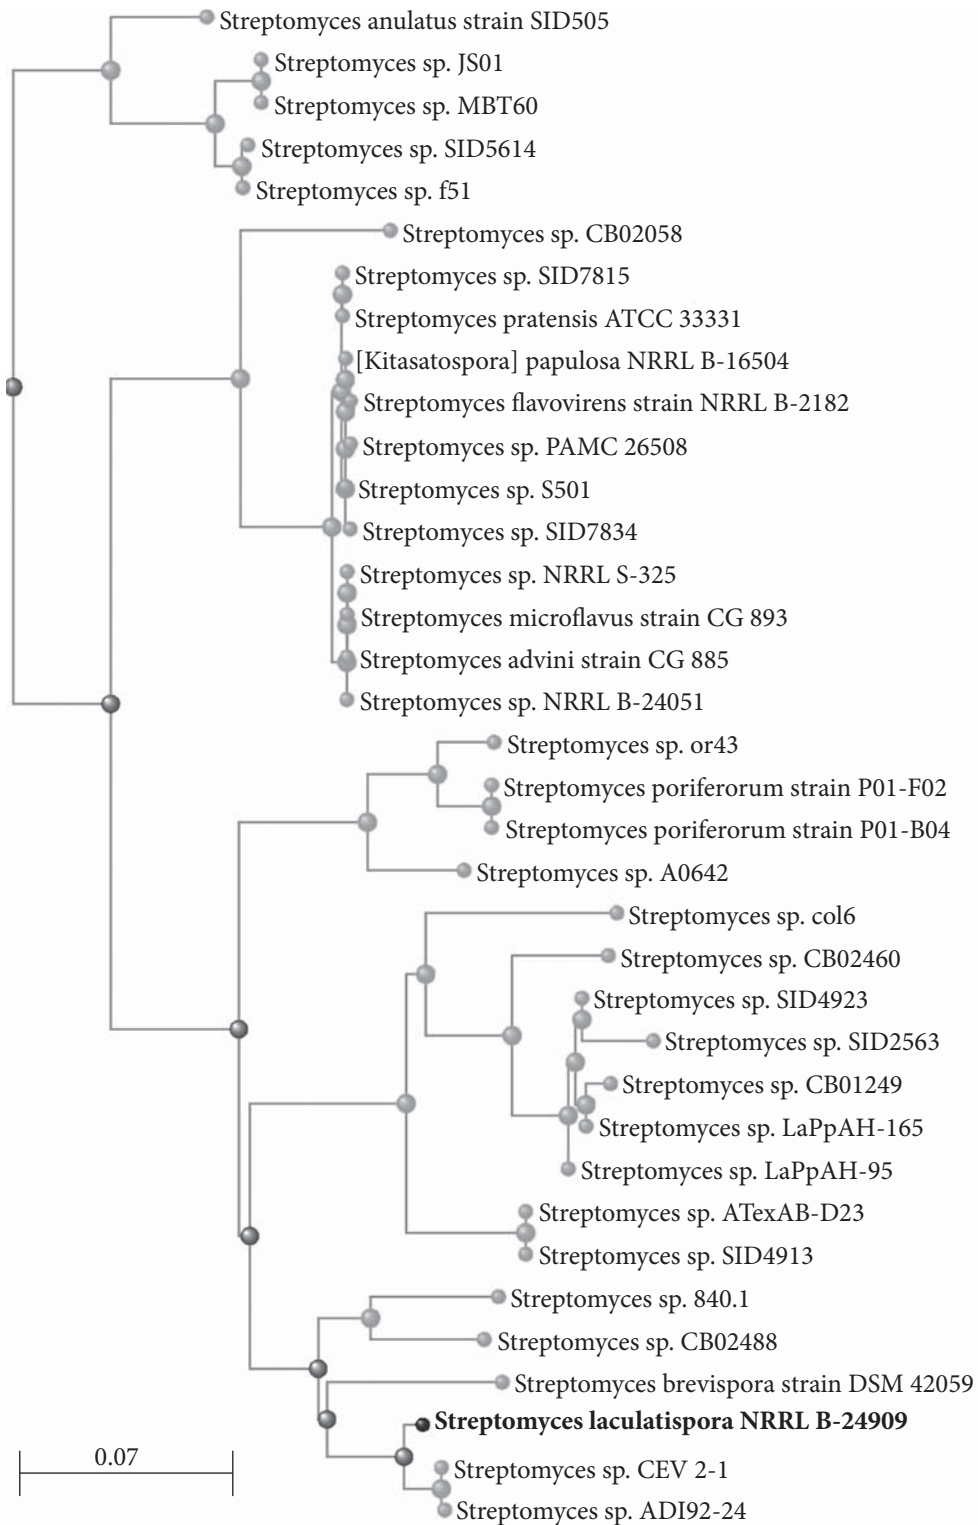 Streptomyces anulatus strain SID505
Streptomyces sp. JS01
Streptomyces sp. MBT60
Streptomyces sp. SID5614
Streptomyces sp. f51
Streptomyces sp. CB02058
Streptomyces sp. SID7815
Streptomyces pratensis ATCC 33331
[Kitasatospora] papulosa NRRL B-16504
Streptomyces flavovirens strain NRRL B-2182
Streptomyces sp. PAMC 26508
Streptomyces sp. S501
Streptomyces sp. SID7834
Streptomyces sp. NRRL S-325
Streptomyces microflavus strain CG 893
Streptomyces advini strain CG 885
Streptomyces sp. NRRL B-24051
Streptomyces sp. or43
Streptomyces poriferorum strain P01-F02
Streptomyces poriferorum strain P01-B04
Streptomyces sp. A0642
Streptomyces sp. col6
Streptomyces sp. CB02460
Streptomyces sp. SID4923
Streptomyces sp. SID2563
Streptomyces sp. CB01249
Streptomyces sp. LaPpAH-165
Streptomyces sp. LaPpAH-95
Streptomyces sp. ATexAB-D23
Streptomyces sp. SID4913
Streptomyces sp. 840.1
Streptomyces sp. CB02488
Streptomyces brevispora strain DSM 42059
Streptomyces laculatispora NRRL B-24909
0.07
Streptomyces sp. CEV 2-1
Streptomyces sp. ADI92-24